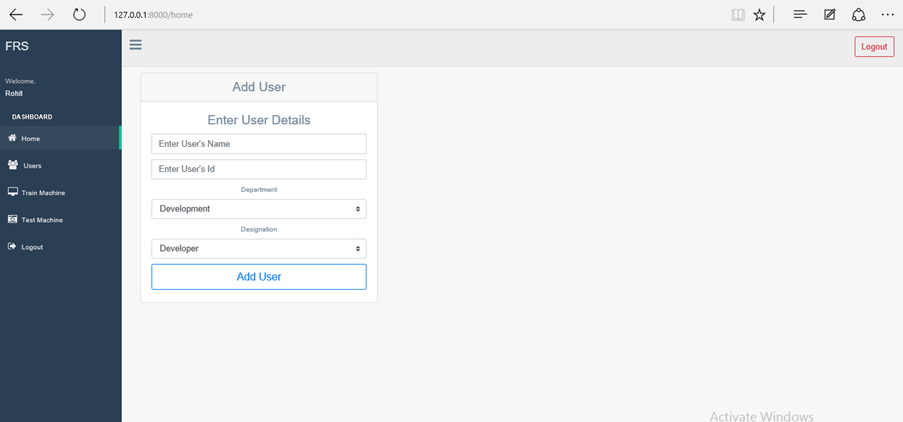 127.0.0.1:8000/home
FRS
Logout
Welcome,
Rohit
DASHBOARD
Home
Users
Train Machine
Test Machine
Logout
Add User
Enter User Details
Enter User's Name
Enter User's Id
Department
Development
Designation
Developer
Add User
Activate Windows